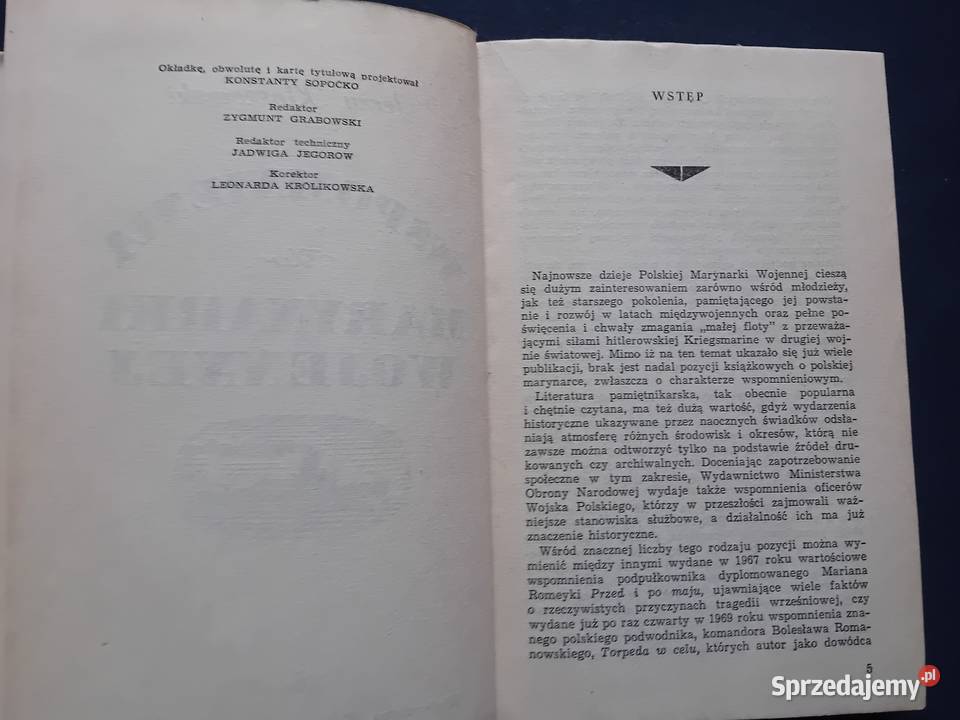 Okładkę, obwolutę i kartę tytułową projektował
KONSTANTY SOPOĆKO
Redaktor
ZYGMUNT GRABOWSKI
Redaktor techniczny
JADWIGA JEGOROW
Korektor
LEONARDA KRÓLIKOWSKA
WSTĘP
Najnowsze dzieje Polskiej Marynarki Wojennej cieszą
się dużym zainteresowaniem zarówno wśród młodzieży,
jak też starszego pokolenia, pamiętającego jej powsta-
nie i rozwój w latach międzywojennych oraz pełne po-
święcenia i chwały zmagania „małej floty” z przeważa-
jącymi siłami hitlerowskiej Kriegsmarine w drugiej woj-
nie światowej. Mimo iż na ten temat ukazało się już wiele
publikacji, brak jest nadal pozycji książkowych o polskiej
marynarce, zwłaszcza o charakterze wspomnieniowym.
Literatura pamiętnikarska, tak obecnie popularna
i chętnie czytana, ma też dużą wartość, gdyż wydarzenia
historyczne ukazywane przez naocznych świadków odsła-
niają atmosferę różnych środowisk i okresów, którą nie
zawsze można odtworzyć tylko na podstawie źródeł dru-
kowanych czy archiwalnych. Doceniając zapotrzebowanie
społeczne w tym zakresie, Wydawnictwo Ministerstwa
Obrony Narodowej wydaje także wspomnienia oficerów
Wojska Polskiego, którzy w przeszłości zajmowali waż-
niejsze stanowiska służbowe, a działalność ich ma już
znaczenie historyczne.
Wśród znacznej liczby tego rodzaju pozycji można wy-
mienić między innymi wydane w 1967 roku wartościowe
wspomnienia podpułkownika dyplomowanego Mariana
Romeyki Przed i po maju, ujawniające wiele faktów
o rzeczywistych przyczynach tragedii wrześniowej, czy
wydane już po raz czwarty w 1969 roku wspomnienia zna-
nego polskiego podwodnika, komandora Bolesława Roma-
nowskiego, Torpeda w celu, których autor jako dowódca
5
Sprzedajemy.pl